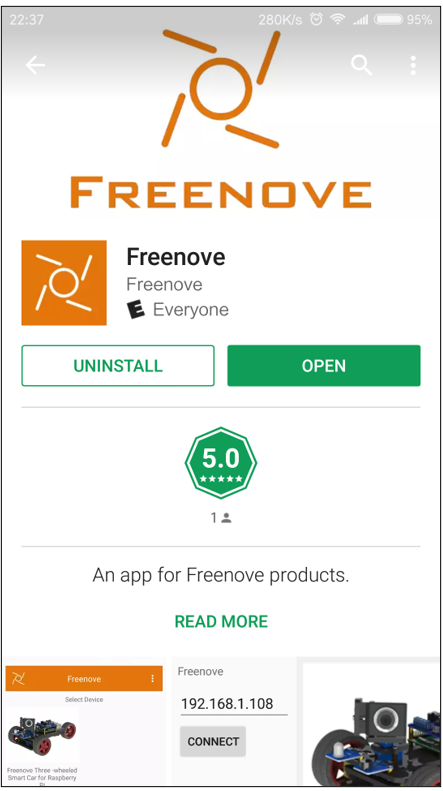 22:37 280K/s 95%
FREENOVE
Freenove
Freenove
E Everyone
UNINSTALL OPEN
5.0
1
An app for Freenove products.
READ MORE
Freenove
Select Device
Freenove Three -wheeled
Smart Car for Raspberry
Pi
Freenove
192.168.1.108
CONNECT